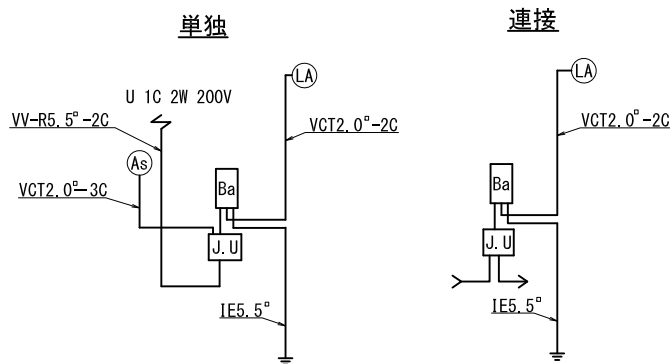 単独
U 1C 2W 200V
VV-R5.5□-2C
As
VCT2.0□-3C
LA
VCT2.0□-2C
Ba
J.U
IE5.5□
連接
LA
VCT2.0□-2C
Ba
J.U
IE5.5□